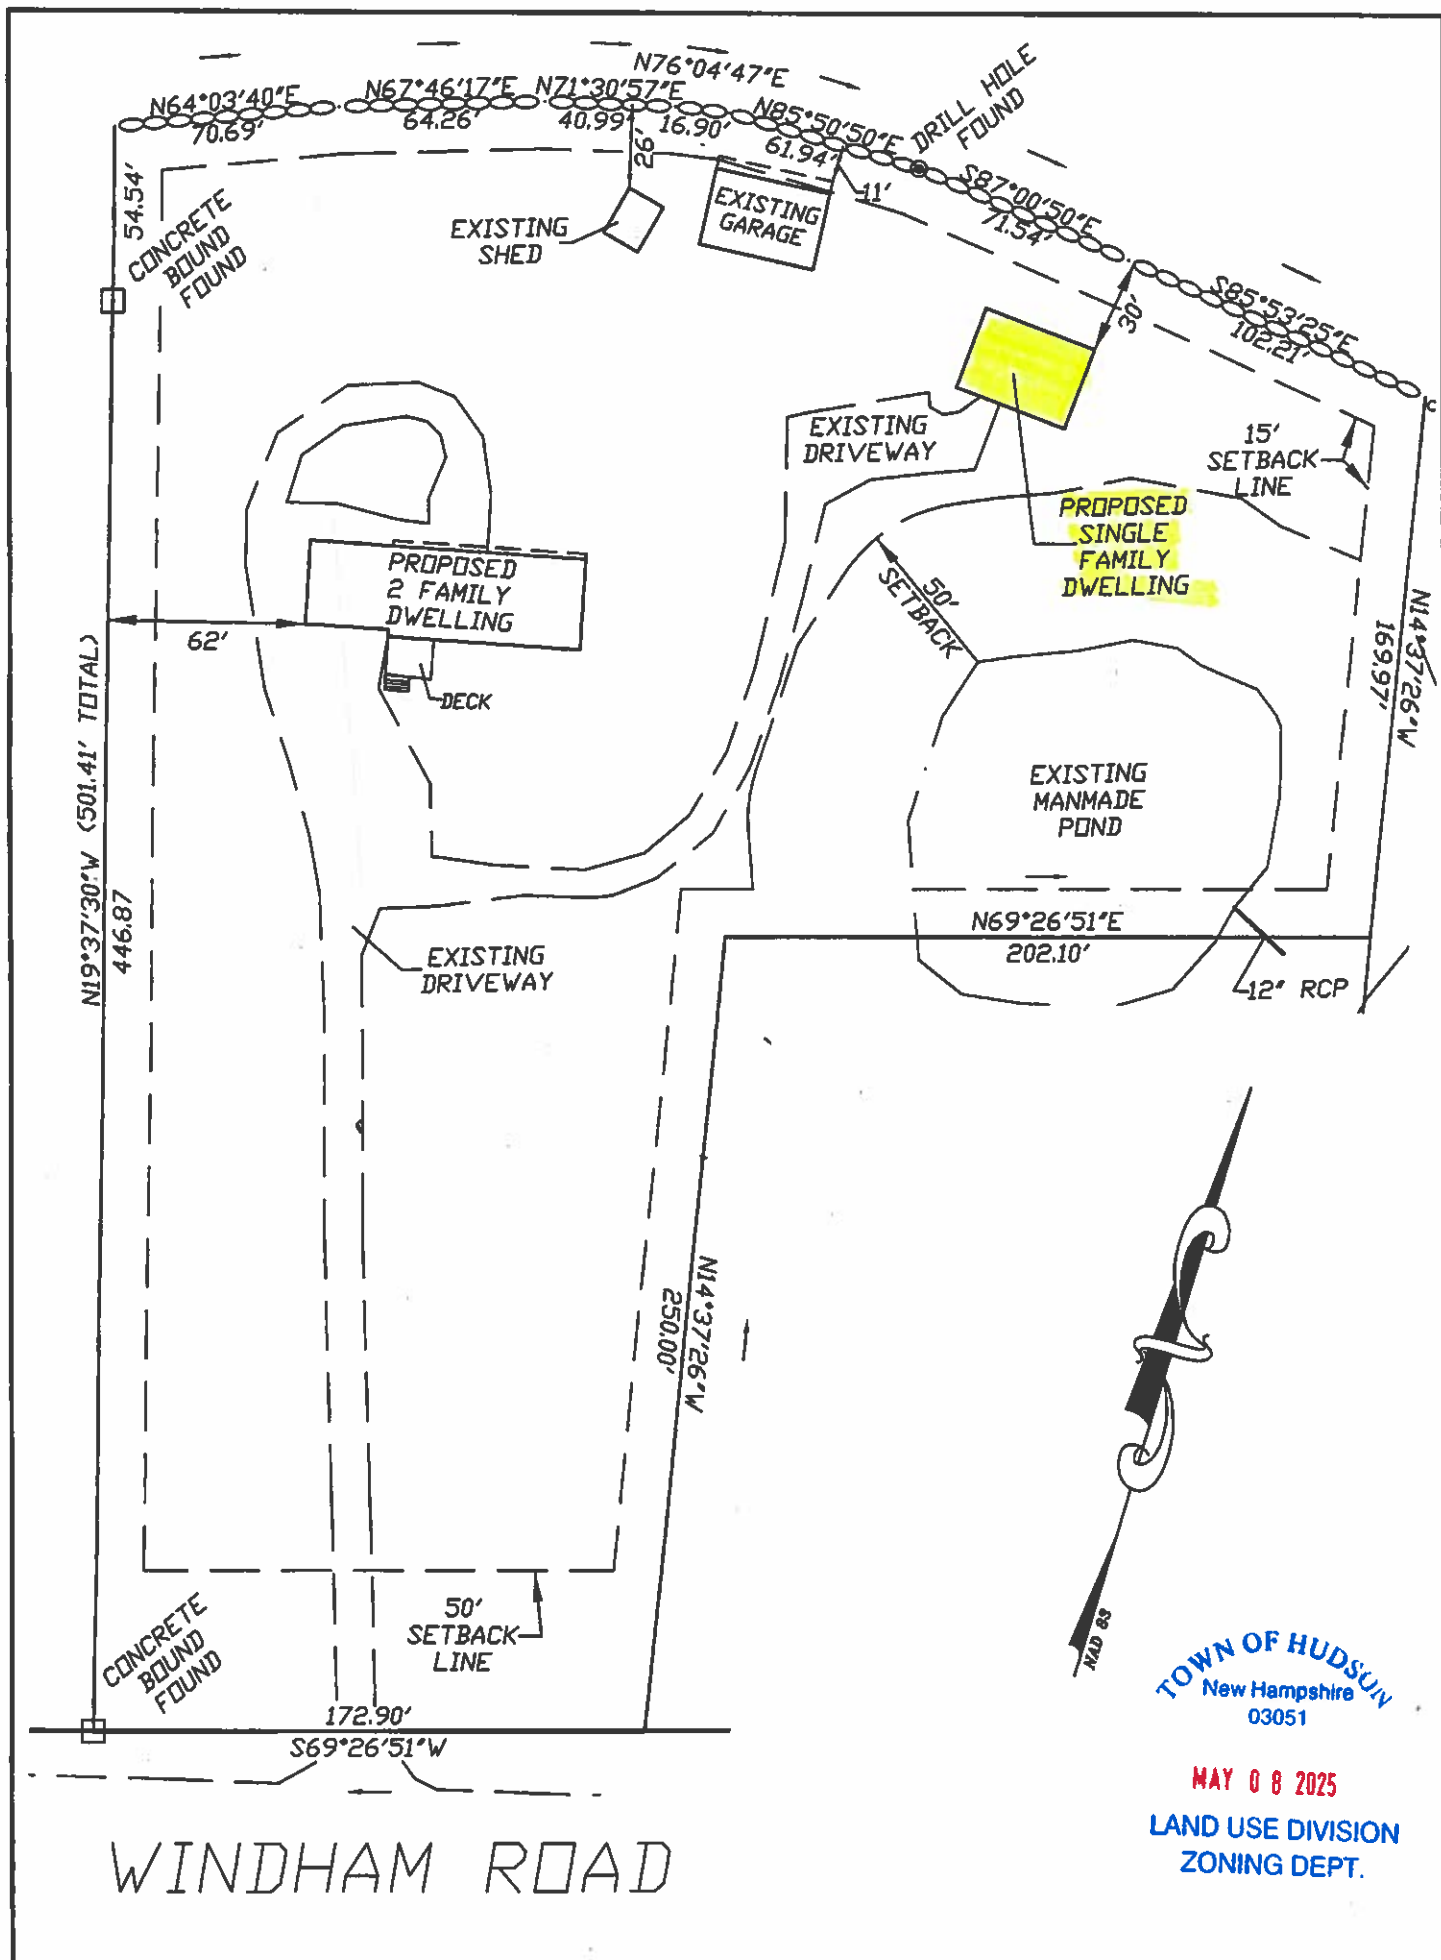 N76°04'47"E
N64°03'40"E
70.69'
N67°46'17"E
64.26'
N71°30'57"E
40.99'
16.90'
N85°50'50"E
61.94'
DRILL HOLE
FOUND
S87°00'50"E
71.54'
S85°53'25"E
102.21'
54.54'
CONCRETE
BOUND
FOUND
26'
EXISTING
SHED
EXISTING
GARAGE
11'
30'
EXISTING
DRIVEWAY
15'
SETBACK
LINE
PROPOSED
SINGLE
FAMILY
DWELLING
PROPOSED
2 FAMILY
DWELLING
62'
DECK
50'
SETBACK
N14°37'26"W
169.97'
EXISTING
MANMADE
POND
N19°37'30"W (501.41' TOTAL)
446.87
EXISTING
DRIVEWAY
N69°26'51"E
202.10'
12" RCP
N14°37'26"W
250.00'
CONCRETE
BOUND
FOUND
50'
SETBACK
LINE
172.90'
S69°26'51"W
NAD 83
WINDHAM ROAD
TOWN OF HUDSON
New Hampshire
03051
MAY 08 2025
LAND USE DIVISION
ZONING DEPT.